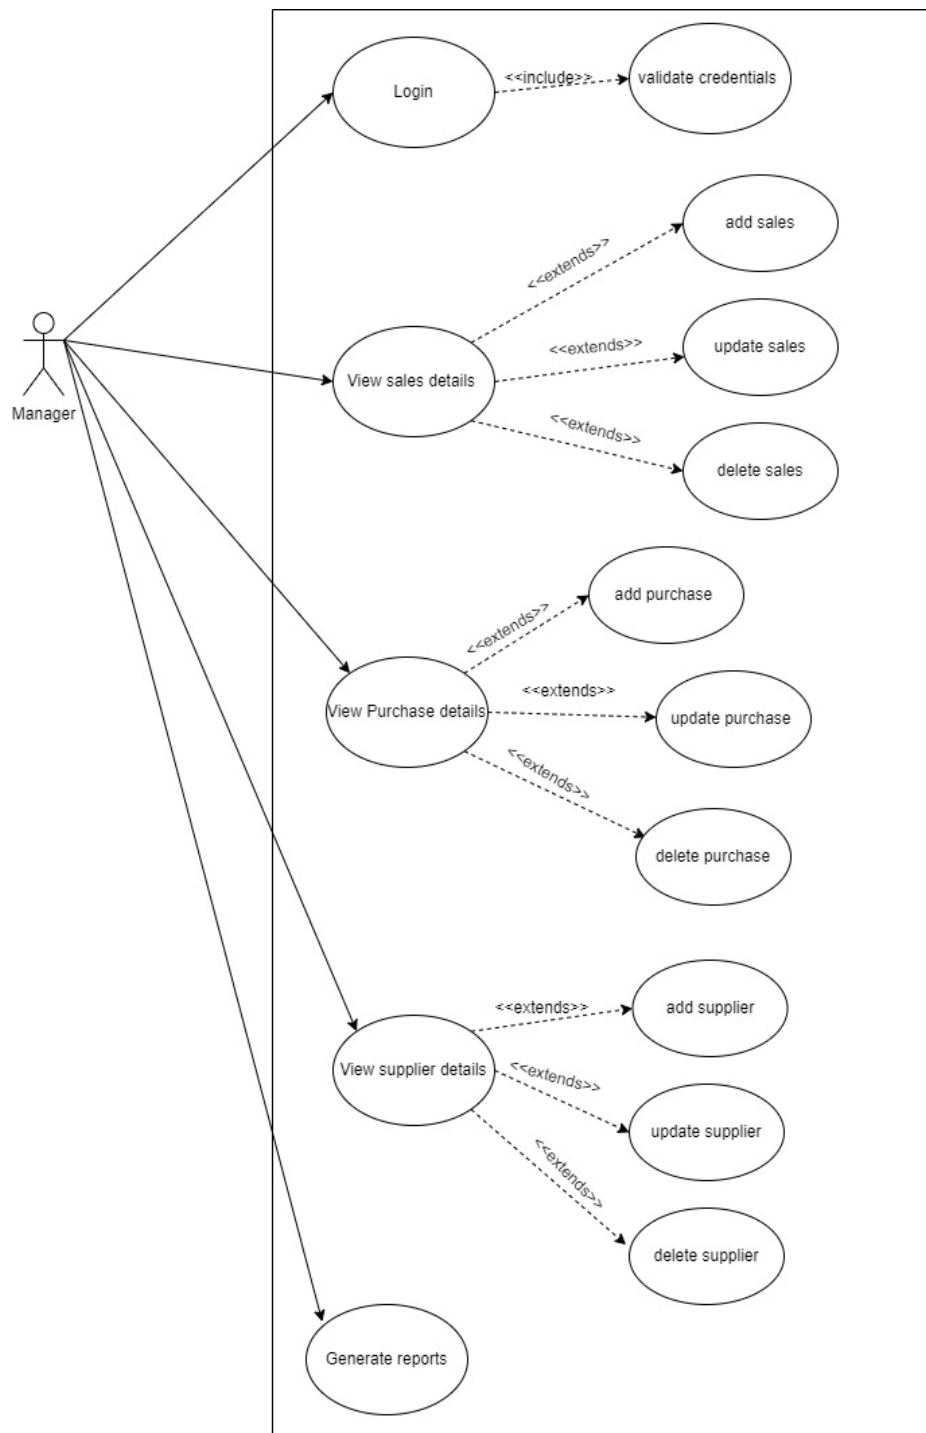 Login
<<include>>
validate credentials
add sales
<<extends>>
<<extends>>
update sales
View sales details
<<extends>>
delete sales
Manager
add purchase
<<extends>>
<<extends>>
View Purchase details
update purchase
<<extends>>
delete purchase
<<extends>>
add supplier
View supplier details
<<extends>>
update supplier
<<extends>>
delete supplier
Generate reports